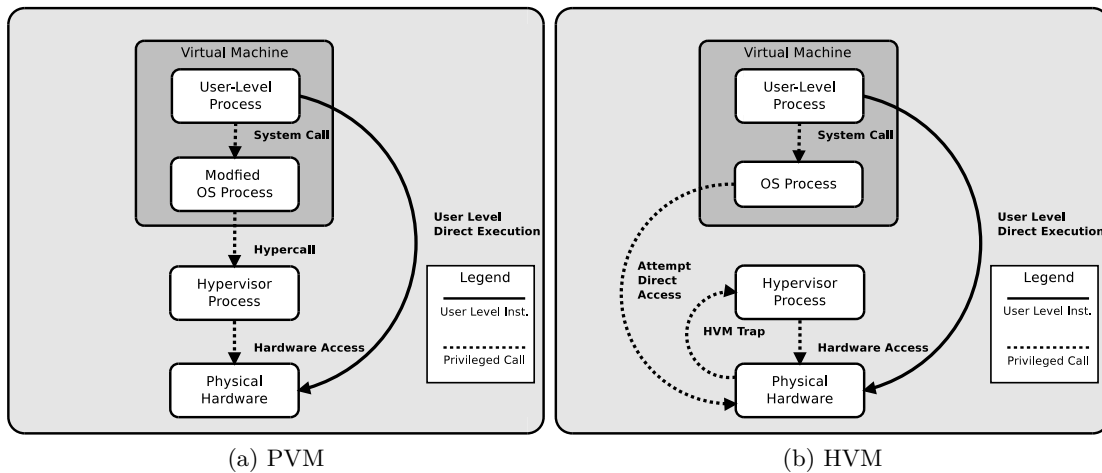 Virtual Machine
User-Level
Process
System Call
Modfied
OS Process
User Level
Direct Execution
Hypercall
Hypervisor
Process
Hardware Access
Physical
Hardware
Legend
User Level Inst.
Privileged Call
(a) PVM
Virtual Machine
User-Level
Process
System Call
OS Process
User Level
Direct Execution
Attempt
Direct
Access
Hypervisor
Process
HVM Trap
Hardware Access
Physical
Hardware
Legend
User Level Inst.
Privileged Call
(b) HVM